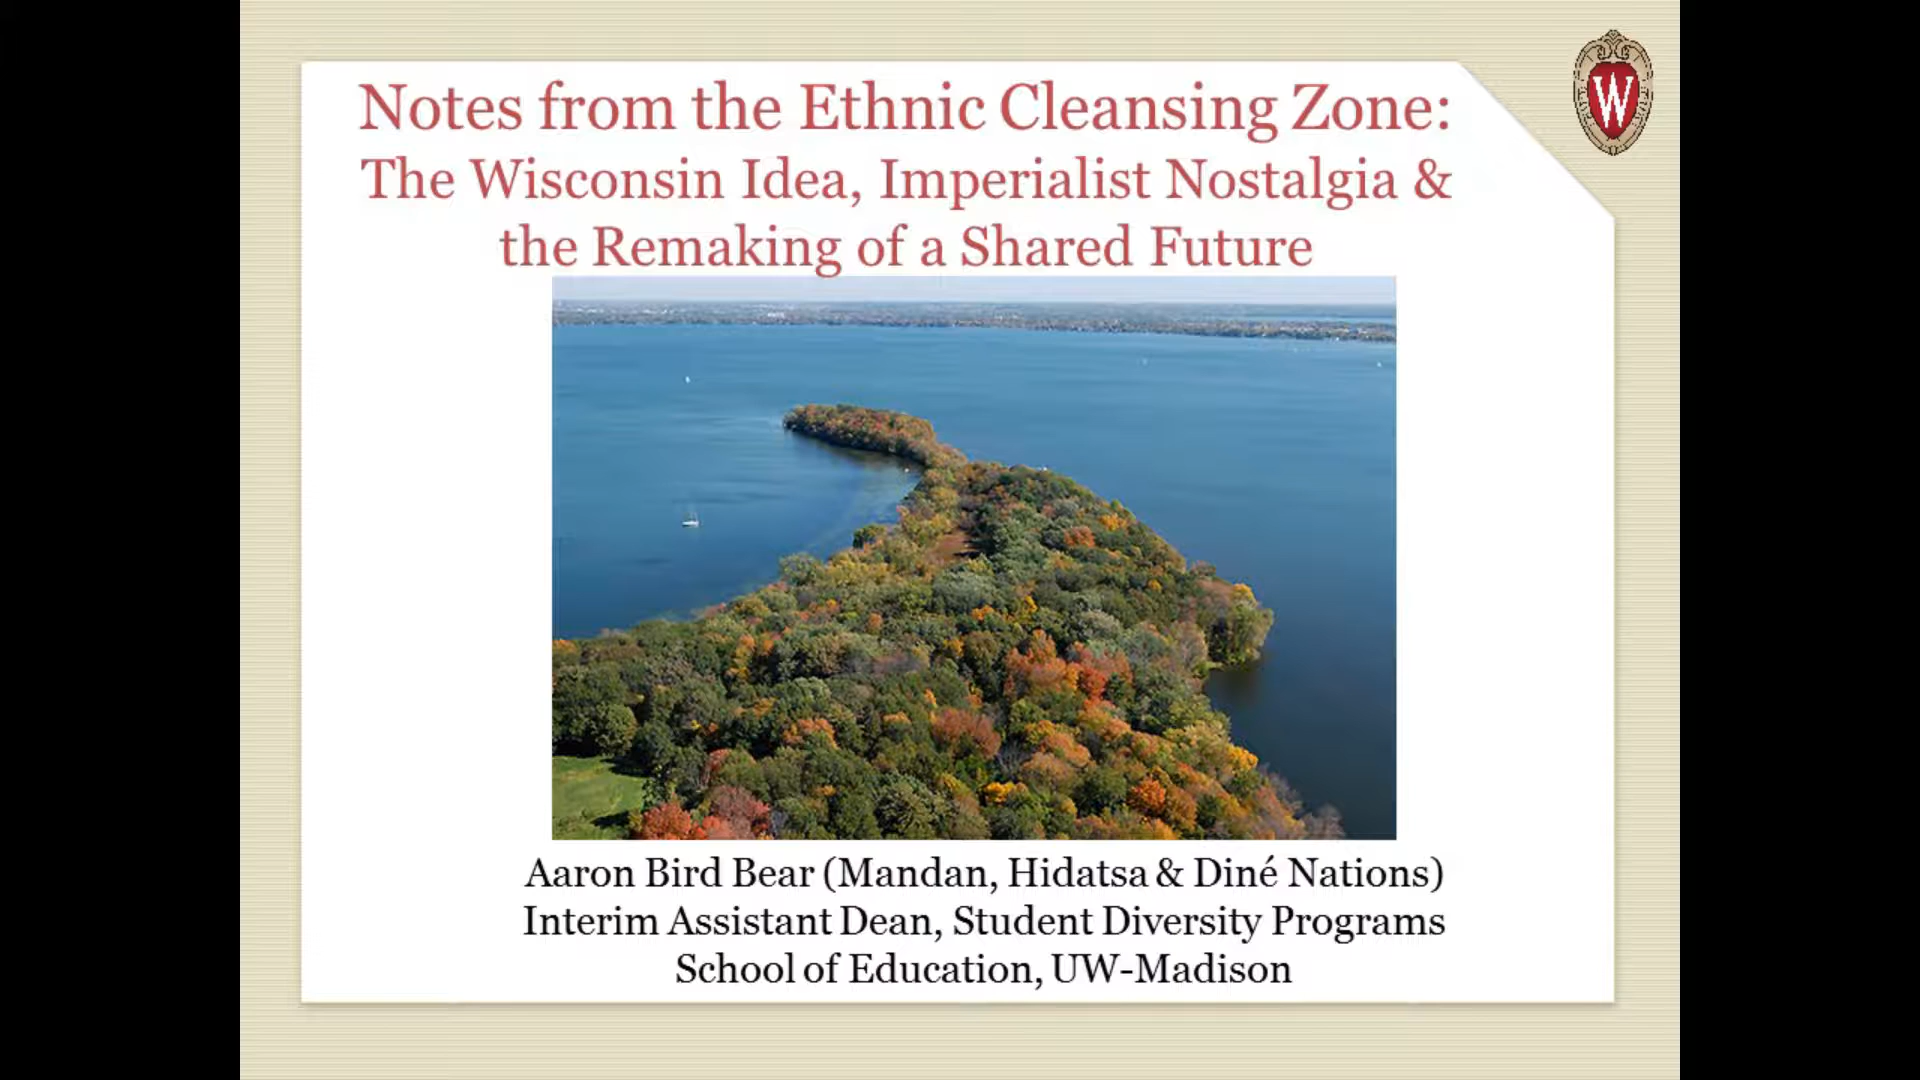 Notes from the Ethnic Cleansing Zone:
The Wisconsin Idea, Imperialist Nostalgia &
the Remaking of a Shared Future
W
Aaron Bird Bear (Mandan, Hidatsa & Diné Nations)
Interim Assistant Dean, Student Diversity Programs
School of Education, UW-Madison